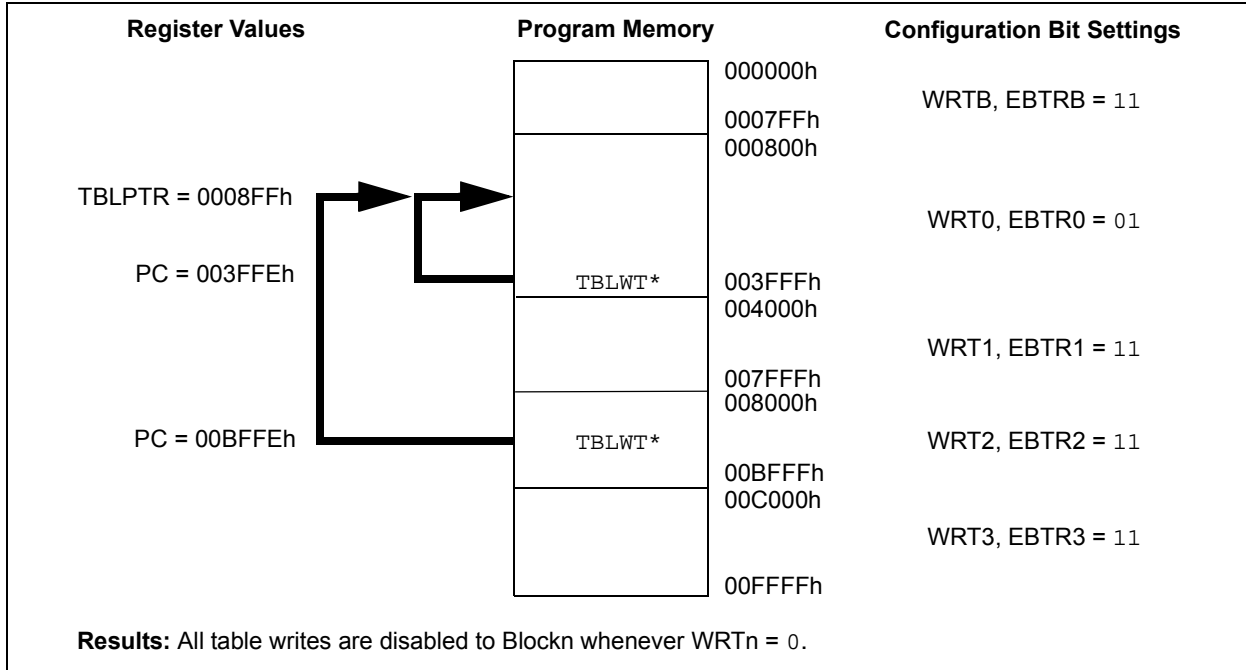 Register Values Program Memory Configuration Bit Settings
000000h
WRTB, EBTRB = 11
0007FFh
000800h
TBLPTR = 0008FFh
WRT0, EBTR0 = 01
PC = 003FFEh TBLWT* 003FFFh
004000h
WRT1, EBTR1 = 11
007FFFh
008000h
PC = 00BFFEh TBLWT* WRT2, EBTR2 = 11
00BFFFh
00C000h
WRT3, EBTR3 = 11
00FFFFh
Results: All table writes are disabled to Blockn whenever WRTn = 0.